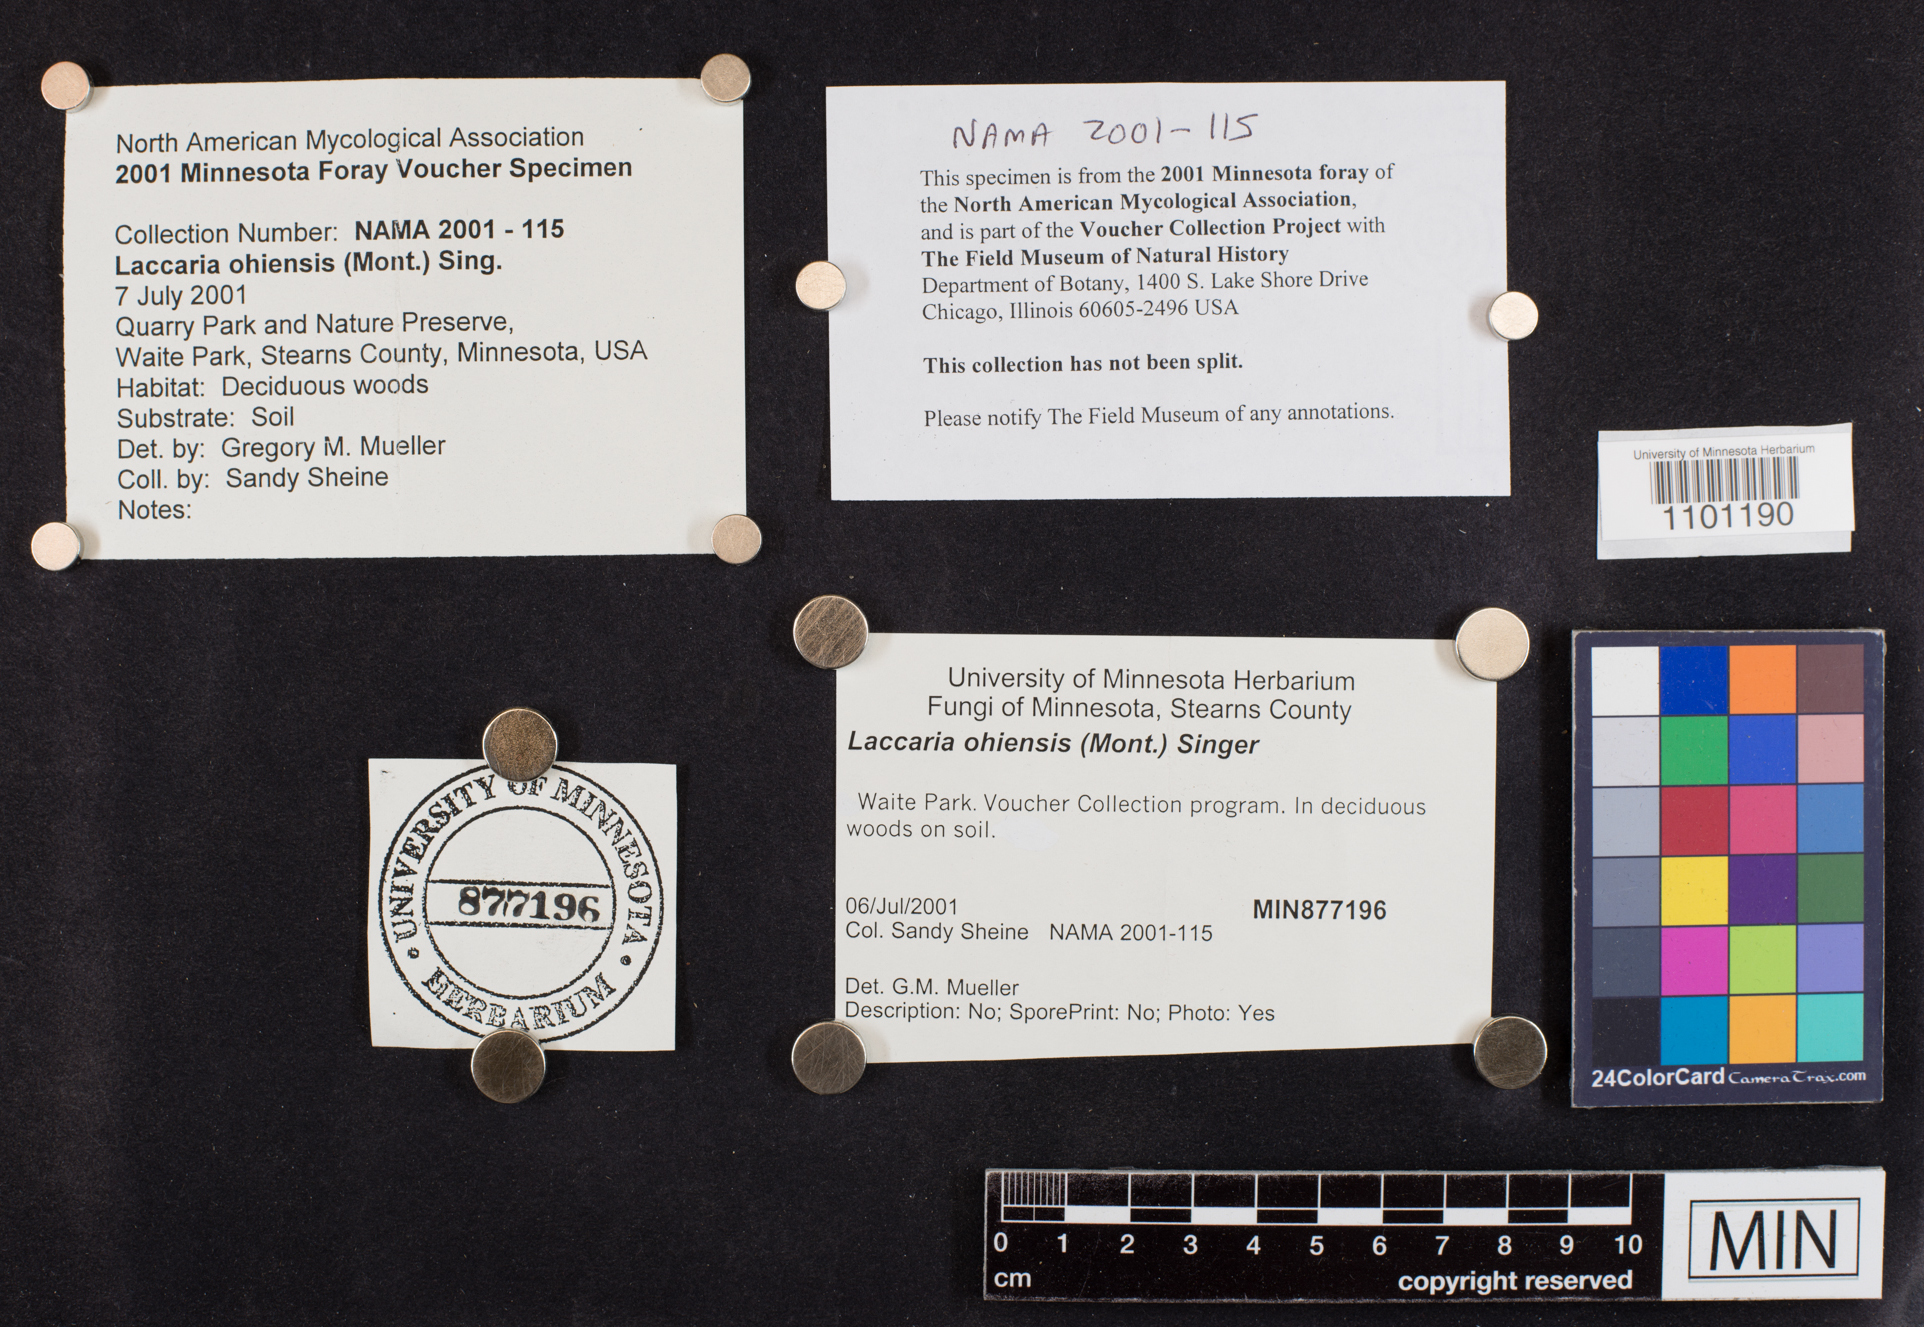 North American Mycological Association
2001 Minnesota Foray Voucher Specimen
Collection Number: NAMA 2001 - 115
Laccaria ohiensis (Mont.) Sing.
7 July 2001
Quarry Park and Nature Preserve,
Waite Park, Stearns County, Minnesota, USA
Habitat: Deciduous woods
Substrate: Soil
Det. by: Gregory M. Mueller
Coll. by: Sandy Sheine
Notes:
NAMA 2001-115
This specimen is from the 2001 Minnesota foray of
the North American Mycological Association,
and is part of the Voucher Collection Project with
The Field Museum of Natural History
Department of Botany, 1400 S. Lake Shore Drive
Chicago, Illinois 60605-2496 USA
This collection has not been split.
Please notify The Field Museum of any annotations.
University of Minnesota Herbarium
1101190
UNIVERSITY OF MINNESOTA
877196
HERBARIUM
University of Minnesota Herbarium
Fungi of Minnesota, Stearns County
Laccaria ohiensis (Mont.) Singer
Waite Park. Voucher Collection program. In deciduous
woods on soil.
06/Jul/2001
MIN877196
Col. Sandy Sheine NAMA 2001-115
Det. G.M. Mueller
Description: No; SporePrint: No; Photo: Yes
24ColorCard CameraTrax.com
0 1 2 3 4 5 6 7 8 9 10
cm
copyright reserved
MIN